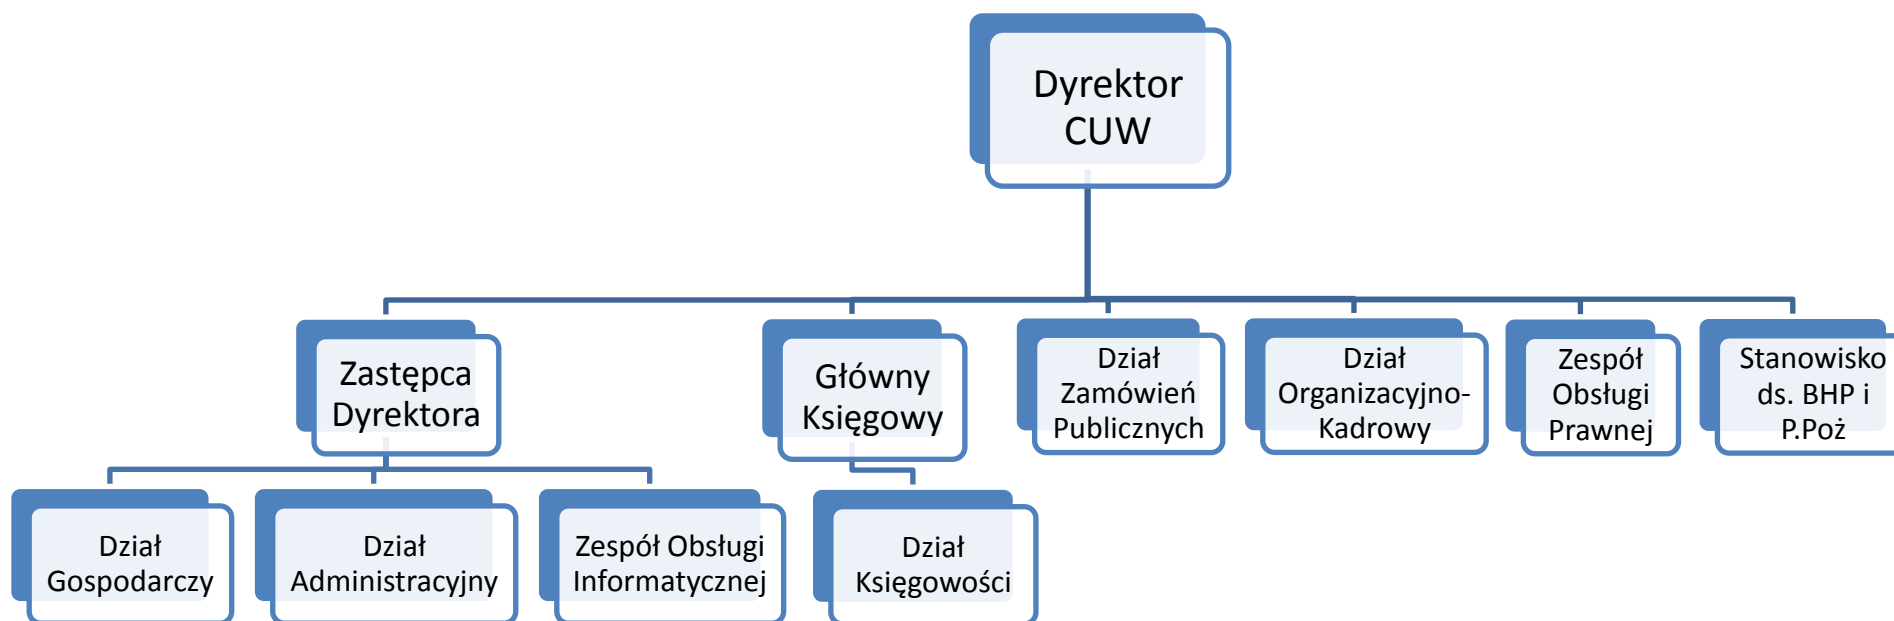 Dyrektor
CUW
Zastępca
Dyrektora
Główny
Księgowy
Dział
Zamówień
Publicznych
Dział
Organizacyjno-
Kadrowy
Zespół
Obsługi
Prawnej
Stanowisko
ds. BHP i
P.Poż
Dział
Gospodarczy
Dział
Administracyjny
Zespół Obsługi
Informatycznej
Dział
Księgowości